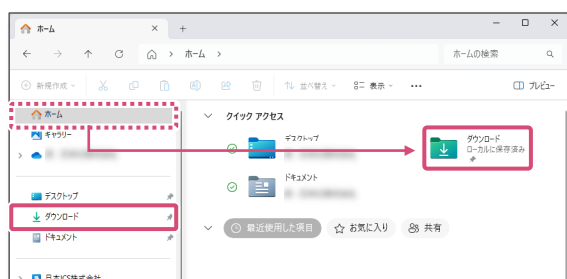 ホーム
ホーム
ホームの検索
新規作成
並べ替え
表示
プレビュー
ホーム
ギャラリー
デスクトップ
ダウンロード
ドキュメント
日本ICS株式会社
クイック アクセス
デスクトップ
ダウンロード
ローカルに保存済み
ドキュメント
最近使用した項目
お気に入り
共有